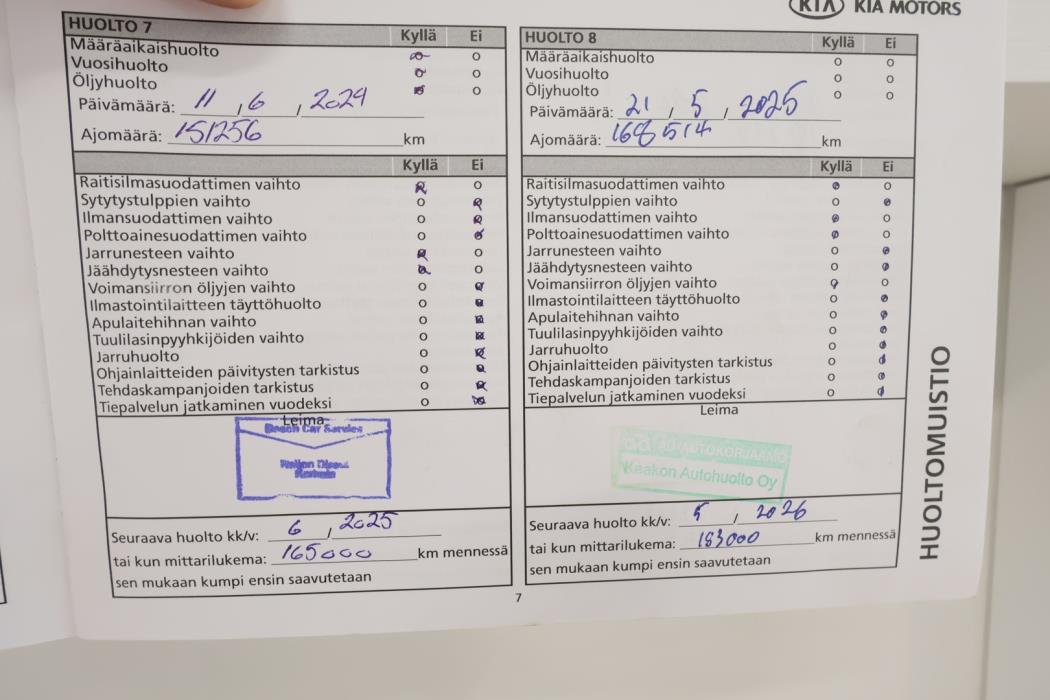 KIA KIA MOTORS
HUOLTO 7 Kyllä Ei
Määräaikaishuolto o
Vuosihuolto o
Öljyhuolto o
Päivämäärä: 11 , 6 , 2024
Ajomäärä: 151256 km
Kyllä Ei
Raitisilmasuodattimen vaihto o
Sytytystulppien vaihto o
Ilmansuodattimen vaihto o
Polttoainesuodattimen vaihto o
Jarrunesteen vaihto o
Jäähdytysnesteen vaihto o
Voimansiirron öljyjen vaihto o
Ilmastointilaitteen täyttöhuolto o
Apulaitehihnan vaihto o
Tuulilasinpyyhkijöiden vaihto o
Jarruhuolto o
Ohjainlaitteiden päivitysten tarkistus o
Tehdaskampanjoiden tarkistus o
Tiepalvelun jatkaminen vuodeksi o
Leima
Bosch Car Service
Seuraava huolto kk/v: 6 / 2025
tai kun mittarilukema: 165000 km mennessä
sen mukaan kumpi ensin saavutetaan
HUOLTO 8 Kyllä Ei
Määräaikaishuolto o o
Vuosihuolto o o
Öljyhuolto o o
Päivämäärä: 21 / 5 , 2025
Ajomäärä: 168514 km
Kyllä Ei
Raitisilmasuodattimen vaihto o
Sytytystulppien vaihto o
Ilmansuodattimen vaihto o
Polttoainesuodattimen vaihto o
Jarrunesteen vaihto o
Jäähdytysnesteen vaihto o
Voimansiirron öljyjen vaihto o
Ilmastointilaitteen täyttöhuolto o
Apulaitehihnan vaihto o
Tuulilasinpyyhkijöiden vaihto o
Jarruhuolto o
Ohjainlaitteiden päivitysten tarkistus o
Tehdaskampanjoiden tarkistus o
Tiepalvelun jatkaminen vuodeksi o
Leima
AUTOKORJAAMO
Kaakon Autohuolto Oy
Seuraava huolto kk/v: 5 / 2026
tai kun mittarilukema: 183000 km mennessä
sen mukaan kumpi ensin saavutetaan
7
HUOLTOMUISTIO